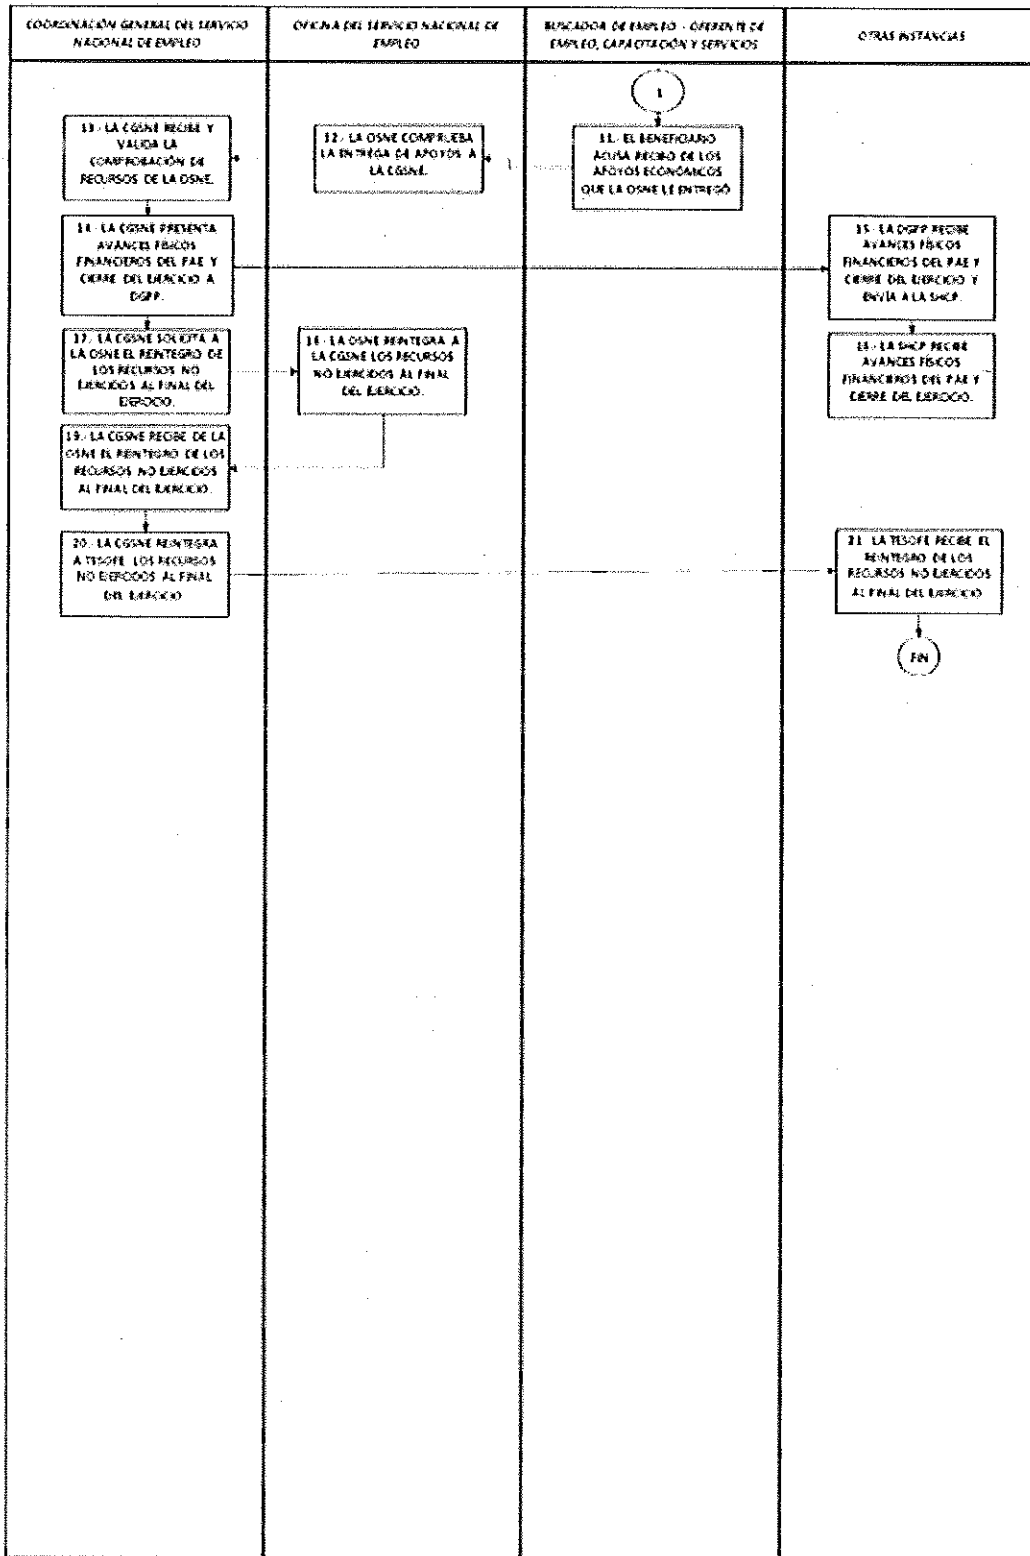 COORDINACIÓN GENERAL DEL SERVICIO
NACIONAL DE EMPLEO
OFICINA DEL SERVICIO NACIONAL DE
EMPLEO
BUSCADOR DE EMPLEO - OFERENTE DE
EMPLEO, CAPACITACIÓN Y SERVICIOS
OTRAS INSTANCIAS
1
13.- LA CGSNE RECIBE Y
VALIDA LA
COMPROBACIÓN DE
RECURSOS DE LA OSNE.
12.- LA OSNE COMPRUEBA
LA ENTREGA DE APOYOS A
LA CGSNE.
11.- EL BENEFICIARIO
ACUSA RECIBO DE LOS
APOYOS ECONÓMICOS
QUE LA OSNE LE ENTREGÓ
14.- LA CGSNE PRESENTA
AVANCES FÍSICOS
FINANCIEROS DEL PAE Y
CIERRE DEL EJERCICIO A
DGPP.
15.- LA DGPP RECIBE
AVANCES FÍSICOS
FINANCIEROS DEL PAE Y
CIERRE DEL EJERCICIO Y
ENVÍA A LA SHCP.
17.- LA CGSNE SOLICITA A
LA OSNE EL REINTEGRO DE
LOS RECURSOS NO
EJERCIDOS AL FINAL DEL
EJERCICIO.
18.- LA OSNE REINTEGRA A
LA CGSNE LOS RECURSOS
NO EJERCIDOS AL FINAL
DEL EJERCICIO.
16.- LA SHCP RECIBE
AVANCES FÍSICOS
FINANCIEROS DEL PAE Y
CIERRE DEL EJERCICIO.
19.- LA CGSNE RECIBE DE LA
OSNE EL REINTEGRO DE LOS
RECURSOS NO EJERCIDOS
AL FINAL DEL EJERCICIO.
20.- LA CGSNE REINTEGRA
A TESOFE LOS RECURSOS
NO EJERCIDOS AL FINAL
DEL EJERCICIO
21.- LA TESOFE RECIBE EL
REINTEGRO DE LOS
RECURSOS NO EJERCIDOS
AL FINAL DEL EJERCICIO
FIN